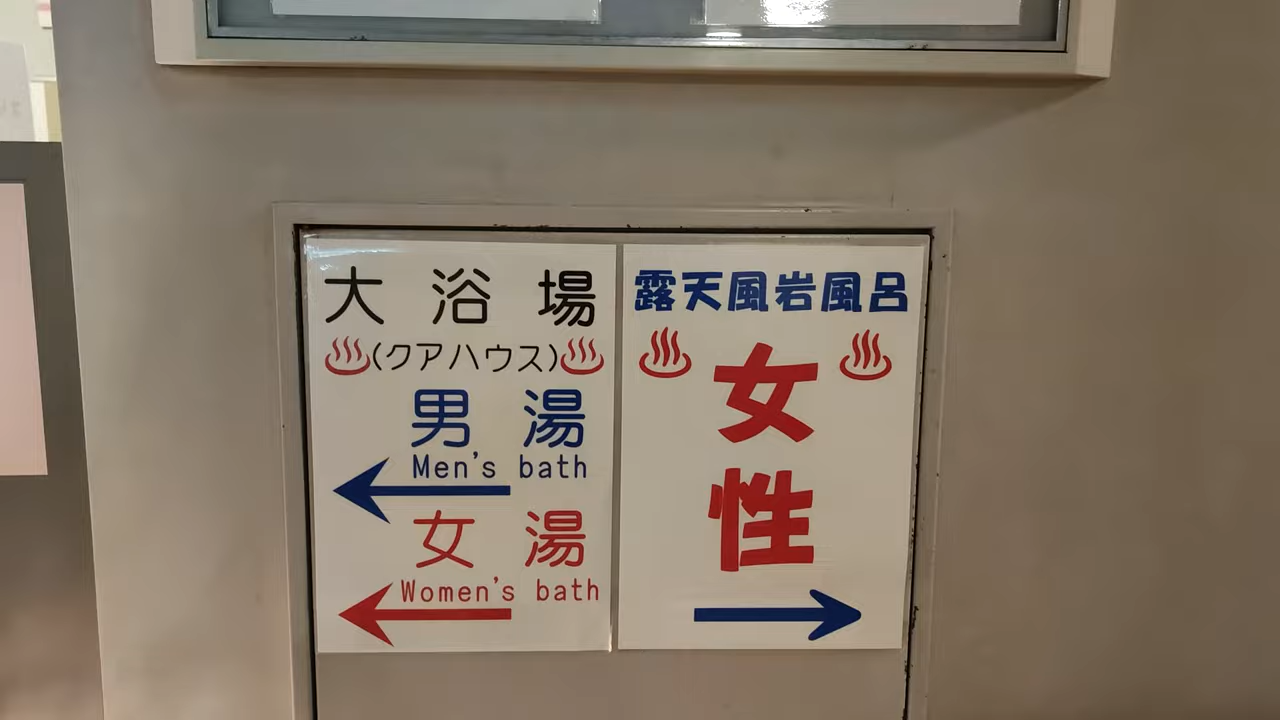 大浴場
♨(クアハウス)♨
男湯
Men's bath
女湯
Women's bath
露天風岩風呂
♨ ♨
女
性